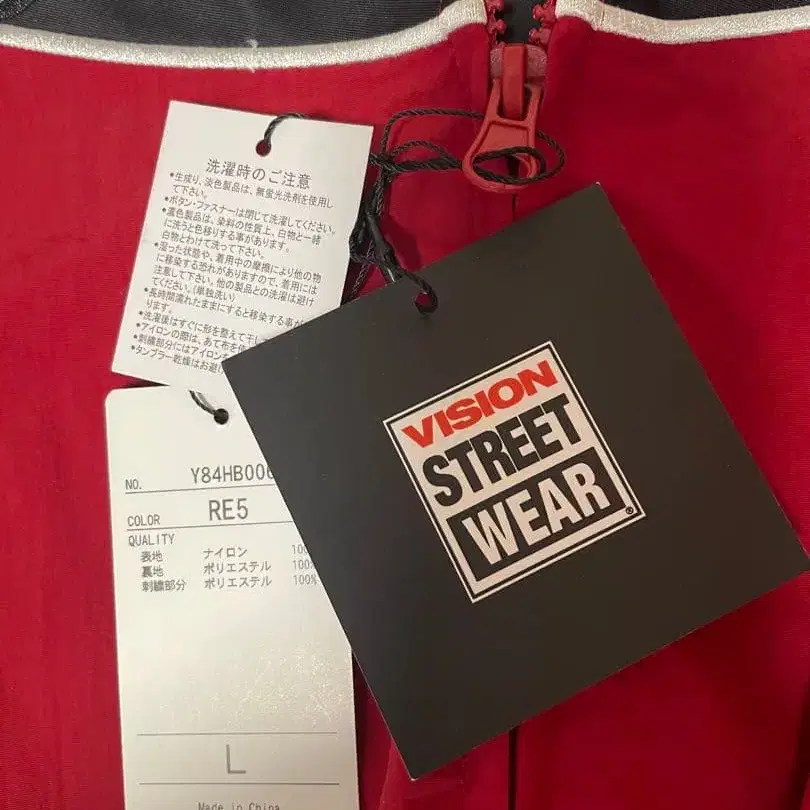 洗濯時のご注意
•生成り、淡色製品は、無蛍光洗剤を使用し
て下さい。
•ボタン・ファスナーは閉じて洗濯してください。
•濃色製品は、染料の性質上、白物と一緒
に洗うと色移りする事があります。
白物とわけて洗って下さい。
•湿った状態や、着用中の摩擦により他の物
に移染する恐れがありますので、着用には
注意して下さい。他の製品との洗濯は避け
てください。(単独洗い)
•長時間濡れたままにすると移染する事が
ります。
•洗濯後はすぐに形を整えて干し
•アイロンの際は、あて布を使
•刺繍部分にはアイロンを
•タンブラー乾燥はお避け
VISION
STREET
WEAR®
NO. Y84HB006
COLOR RE5
QUALITY
表地 ナイロン 100
裏地 ポリエステル 100%
刺繍部分 ポリエステル 100%
L
Made in China